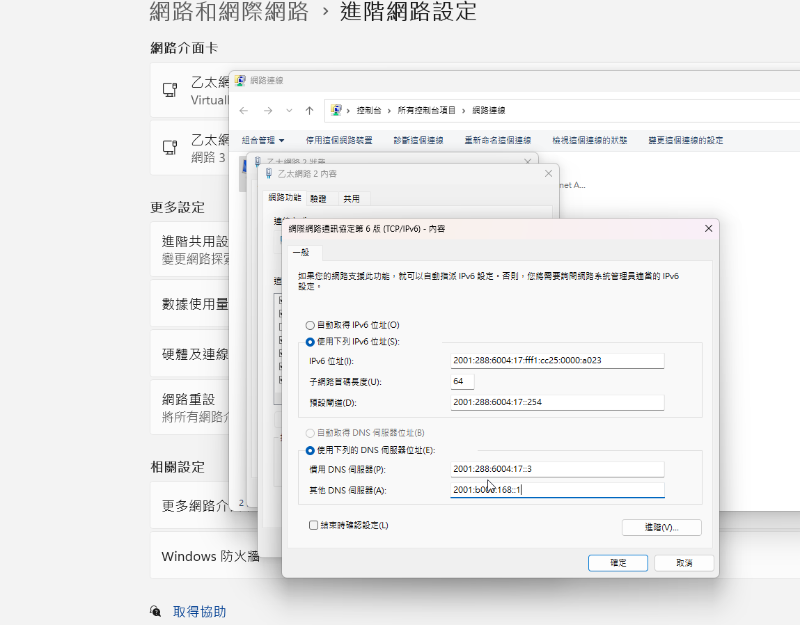 網路和網際網路 › 進階網路設定
網路介面卡
乙太網
Virtuall
乙太網
網路 3
更多設定
進階共用設
變更網路探索
數據使用量
硬體及連線
網路重設
將所有網路介
相關設定
更多網路介
Windows 防火牆
取得協助
網路連線
控制台 › 所有控制台項目 › 網路連線
組合管理 停用這個網路裝置 診斷這個連線 重新命名這個連線 檢視這個連線的狀態 變更這個連線的設定
net A...
2
乙太網路 2 狀態
乙太網路 2 內容
網路功能 驗證 共用
網際網路通訊協定第 6 版 (TCP/IPv6) - 內容
一般
如果您的網路支援此功能，就可以自動指派 IPv6 設定。否則，您將需要詢問網路系統管理員適當的 IPv6
設定。
自動取得 IPv6 位址(O)
使用下列 IPv6 位址(S):
IPv6 位址(I): 2001:288:6004:17:fff1:cc25:0000:a023
子網路首碼長度(U): 64
預設閘道(D): 2001:288:6004:17::254
自動取得 DNS 伺服器位址(B)
使用下列的 DNS 伺服器位址(E):
慣用 DNS 伺服器(P): 2001:288:6004:17::3
其他 DNS 伺服器(A): 2001:b000:168::1
結束時確認設定(L)
進階(V)...
確定 取消